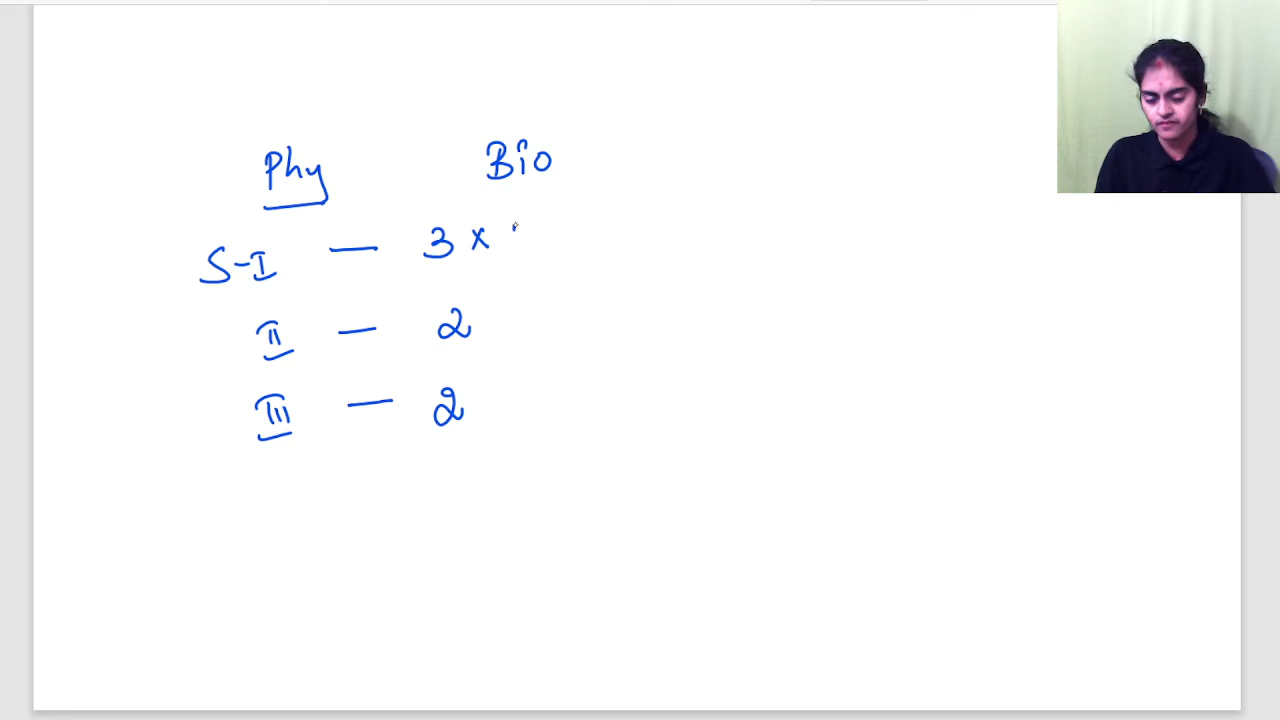 Phy Bio
S-I — 3 x
II — 2
III — 2